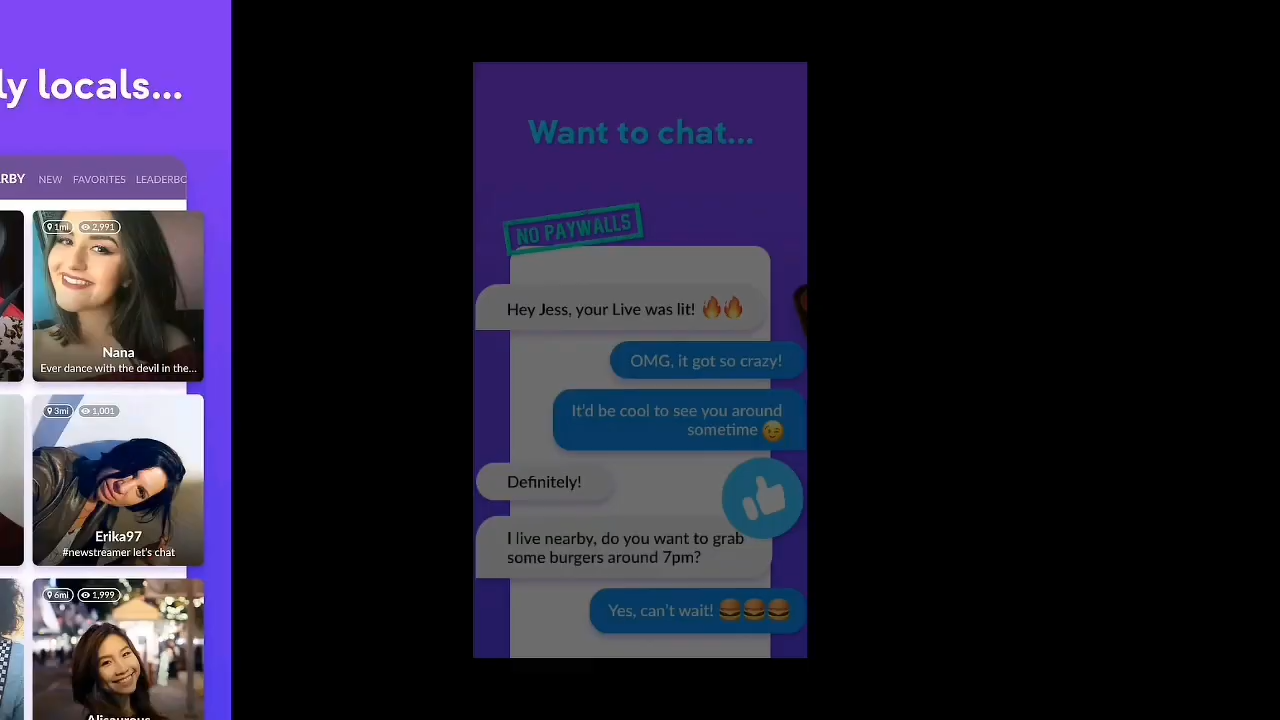 ly locals...
ARBY NEW FAVORITES LEADERBO
1mi 2,991
Nana
Ever dance with the devil in the...
3mi 1,001
Erika97
#newstreamer let's chat
6mi 1,999
Want to chat...
NO PAYWALLS
Hey Jess, your Live was lit! 🔥🔥
OMG, it got so crazy!
It'd be cool to see you around
sometime 😉
Definitely!
I live nearby, do you want to grab
some burgers around 7pm?
Yes, can't wait! 🍔🍔🍔